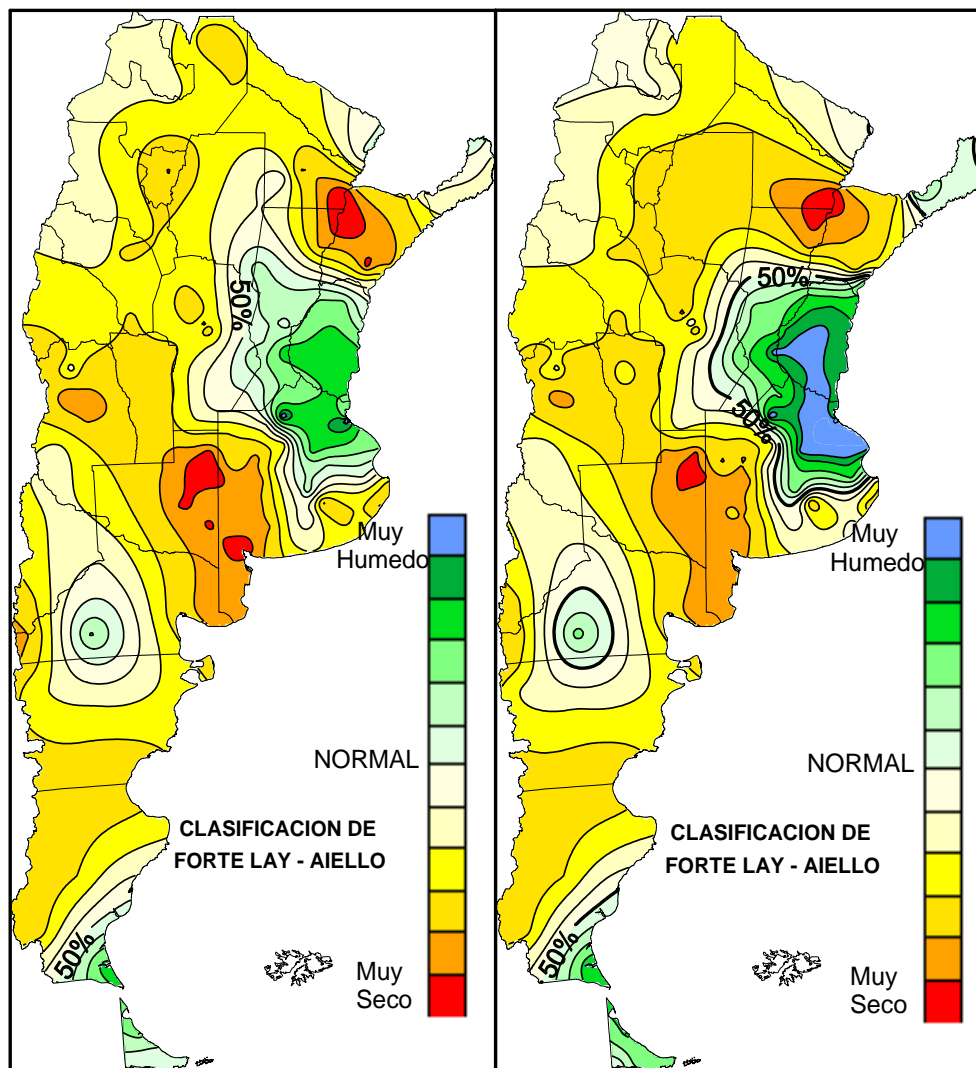 50%
Muy
Humedo
NORMAL
CLASIFICACION DE
FORTE LAY - AIELLO
50%
Muy
Seco
50%
50%
Muy
Humedo
NORMAL
CLASIFICACION DE
FORTE LAY - AIELLO
50%
Muy
Seco